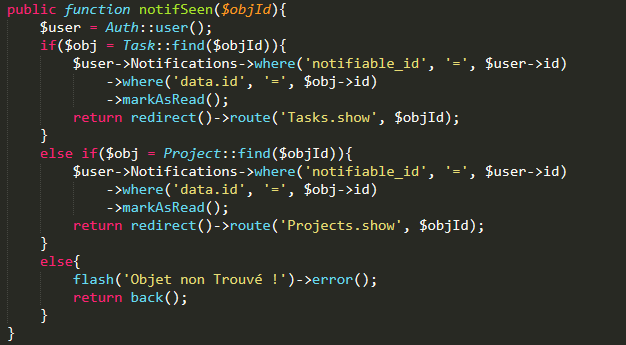 public function notifSeen($objId){
    $user = Auth::user();
    if($obj = Task::find($objId)){
        $user->Notifications->where('notifiable_id', '=', $user->id)
            ->where('data.id', '=', $obj->id)
            ->markAsRead();
        return redirect()->route('Tasks.show', $objId);
    }
    else if($obj = Project::find($objId)){
        $user->Notifications->where('notifiable_id', '=', $user->id)
            ->where('data.id', '=', $obj->id)
            ->markAsRead();
        return redirect()->route('Projects.show', $objId);
    }
    else{
        flash('Objet non Trouvé !')->error();
        return back();
    }
}